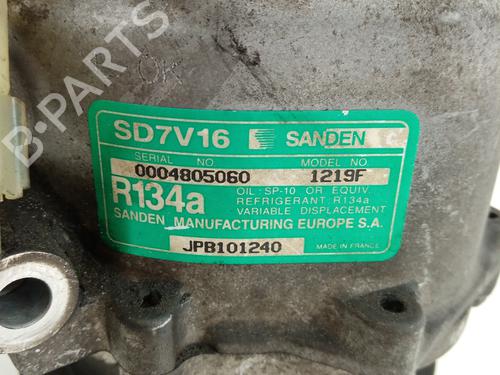 OK
SD7V16 SANDEN
SERIAL NO. MODEL NO.
0004805060 1219F
R134a OIL : SP-10 OR EQUIV.
REFRIGERANT : R134a
VARIABLE DISPLACEMENT
SANDEN MANUFACTURING EUROPE S.A.
JPB101240 MADE IN FRANCE